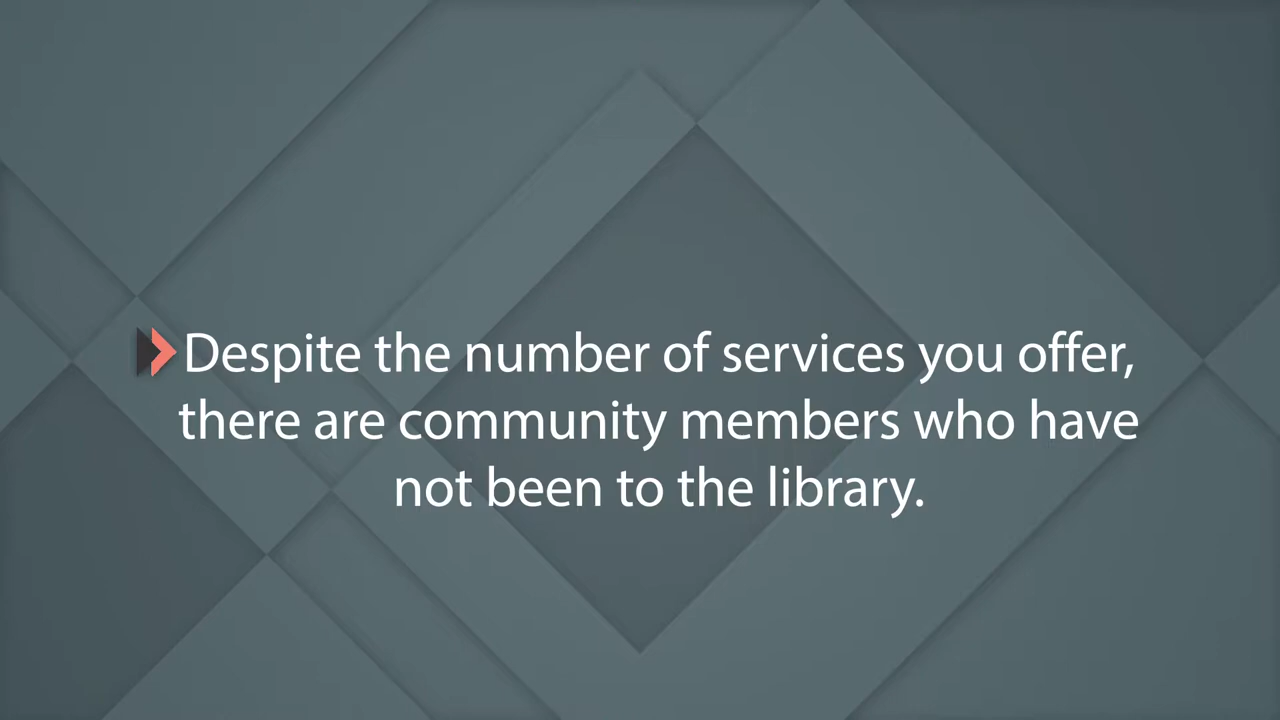 Despite the number of services you offer,
there are community members who have
not been to the library.